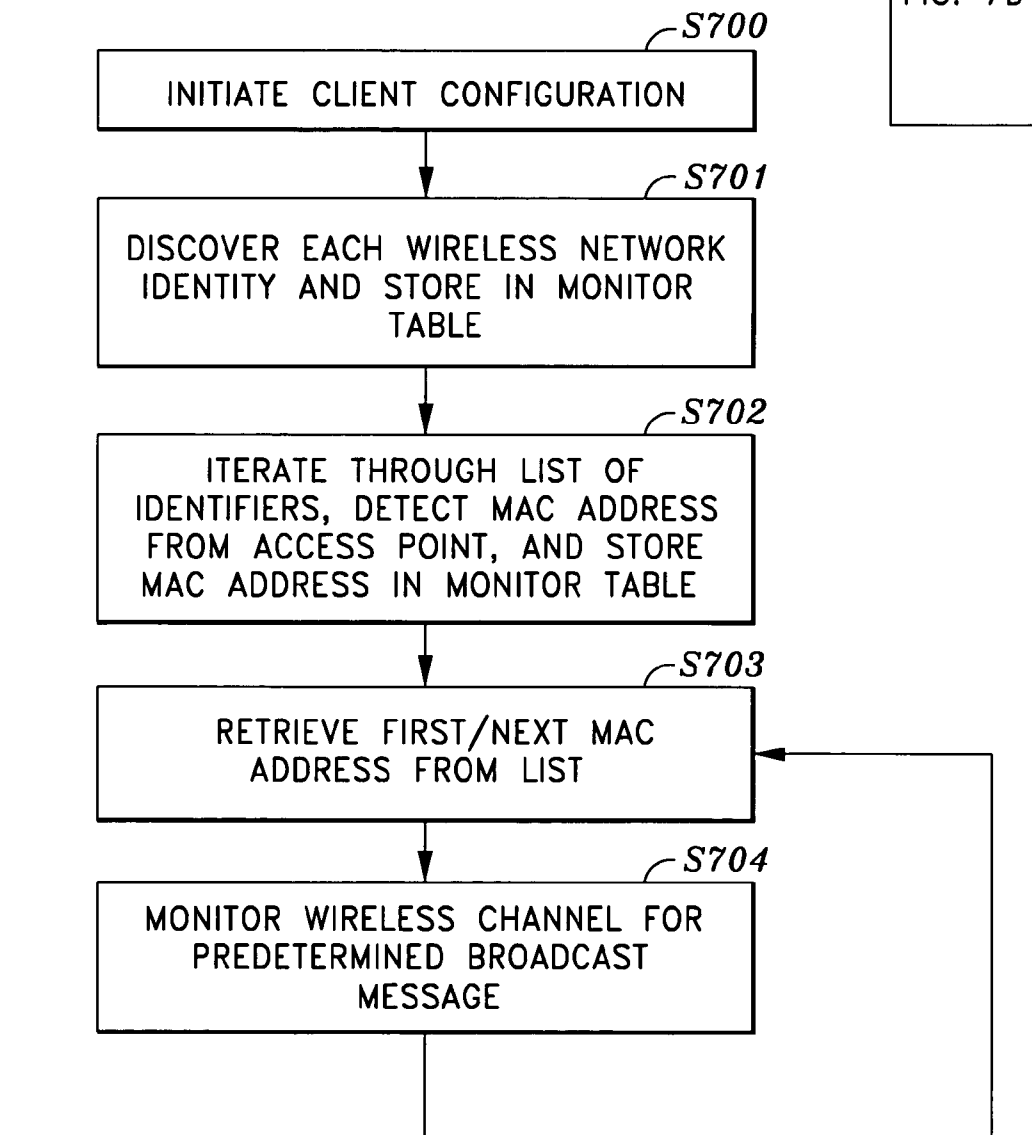 FIG. 7B
S700
INITIATE CLIENT CONFIGURATION
S701
DISCOVER EACH WIRELESS NETWORK
IDENTITY AND STORE IN MONITOR
TABLE
S702
ITERATE THROUGH LIST OF
IDENTIFIERS, DETECT MAC ADDRESS
FROM ACCESS POINT, AND STORE
MAC ADDRESS IN MONITOR TABLE
S703
RETRIEVE FIRST/NEXT MAC
ADDRESS FROM LIST
S704
MONITOR WIRELESS CHANNEL FOR
PREDETERMINED BROADCAST
MESSAGE